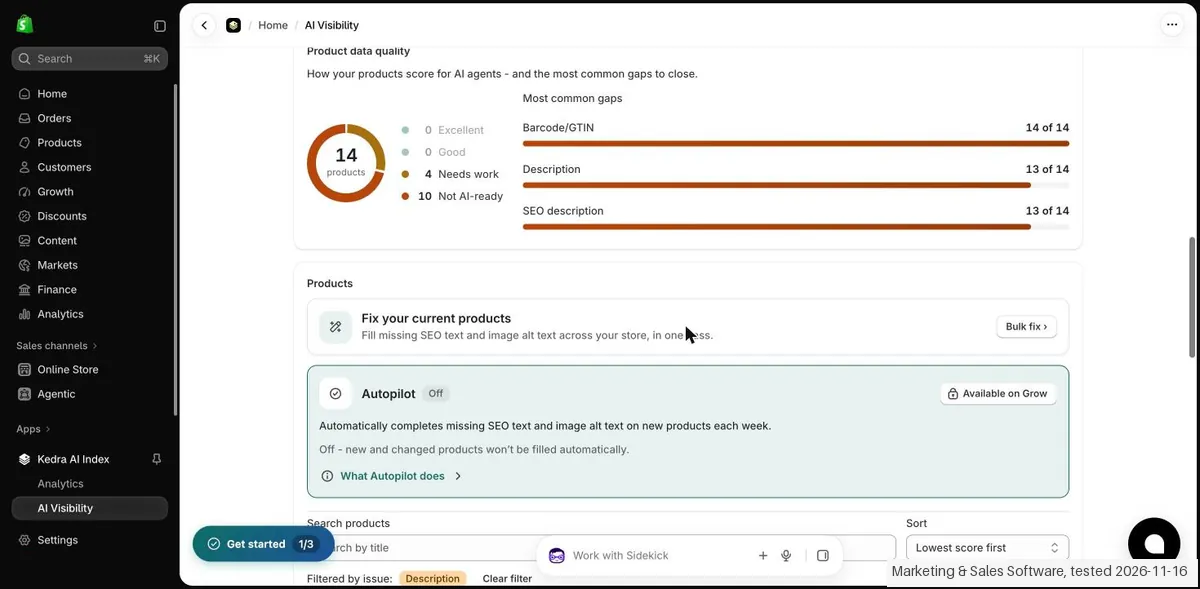 Search ⌘K
Home
Orders
Products
Customers
Growth
Discounts
Content
Markets
Finance
Analytics
Sales channels
Online Store
Agentic
Apps
Kedra AI Index
Analytics
AI Visibility
Settings
/ Home / AI Visibility
Product data quality
How your products score for AI agents - and the most common gaps to close.
14
products
0 Excellent
0 Good
4 Needs work
10 Not AI-ready
Most common gaps
Barcode/GTIN 14 of 14
Description 13 of 14
SEO description 13 of 14
Products
Fix your current products
Fill missing SEO text and image alt text across your store, in one
Bulk fix ›
Autopilot Off
Available on Grow
Automatically completes missing SEO text and image alt text on new products each week.
Off - new and changed products won't be filled automatically.
What Autopilot does
Search products
by title
Sort
Lowest score first
Filtered by issue: Description Clear filter
Get started 1/3
Work with Sidekick
Marketing & Sales Software, tested 2026-11-16